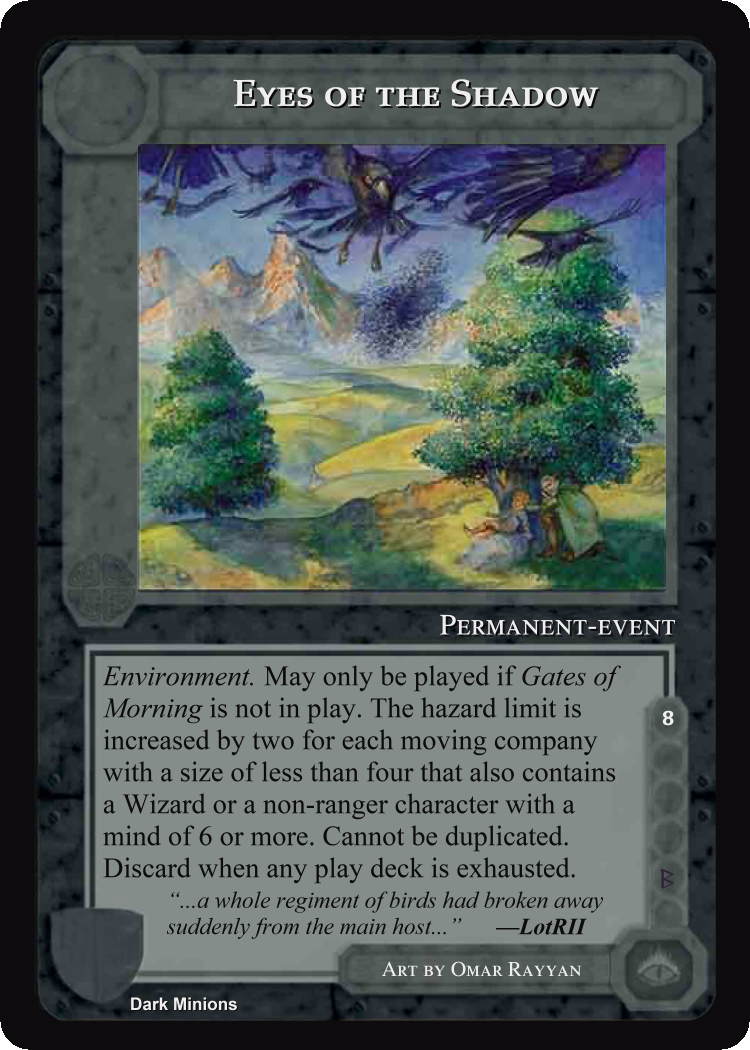 Eyes of the Shadow
Permanent-event
Environment. May only be played if Gates of
Morning is not in play. The hazard limit is
increased by two for each moving company
with a size of less than four that also contains
a Wizard or a non-ranger character with a
mind of 6 or more. Cannot be duplicated.
Discard when any play deck is exhausted.
8
“...a whole regiment of birds had broken away
suddenly from the main host...” —LotRII
Art by Omar Rayyan
Dark Minions